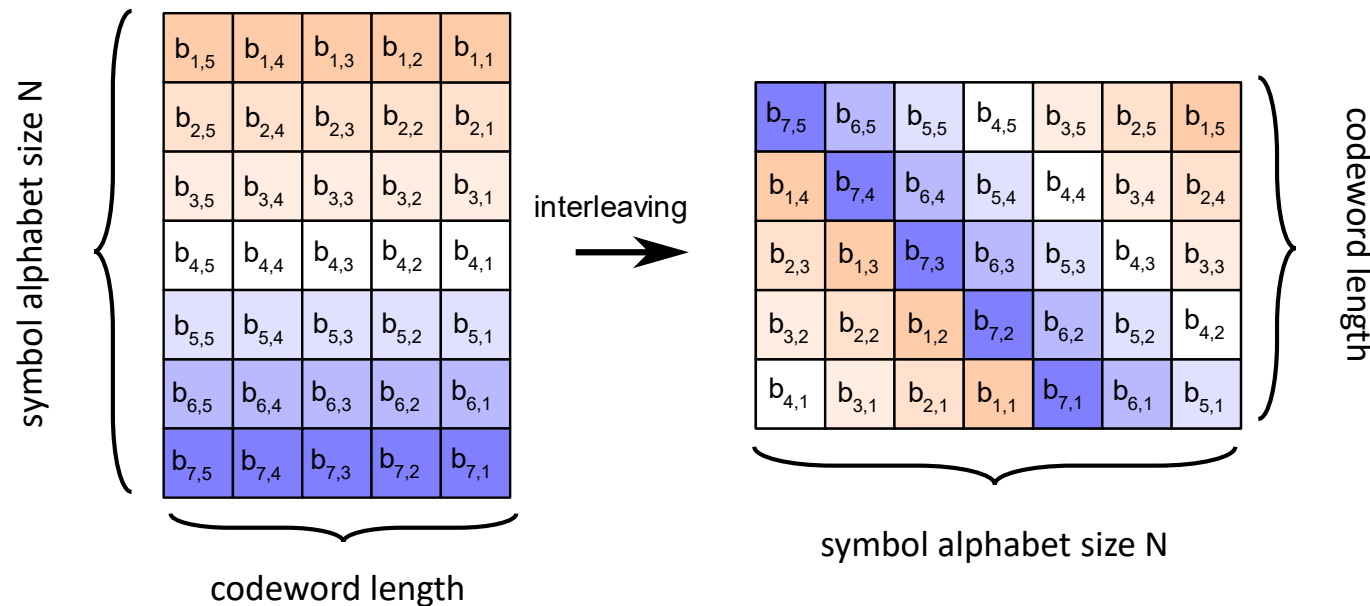 symbol alphabet size N
b1,5 b1,4 b1,3 b1,2 b1,1
b2,5 b2,4 b2,3 b2,2 b2,1
b3,5 b3,4 b3,3 b3,2 b3,1
b4,5 b4,4 b4,3 b4,2 b4,1
b5,5 b5,4 b5,3 b5,2 b5,1
b6,5 b6,4 b6,3 b6,2 b6,1
b7,5 b7,4 b7,3 b7,2 b7,1
codeword length
interleaving
b7,5 b6,5 b5,5 b4,5 b3,5 b2,5 b1,5
b1,4 b7,4 b6,4 b5,4 b4,4 b3,4 b2,4
b2,3 b1,3 b7,3 b6,3 b5,3 b4,3 b3,3
b3,2 b2,2 b1,2 b7,2 b6,2 b5,2 b4,2
b4,1 b3,1 b2,1 b1,1 b7,1 b6,1 b5,1
codeword length
symbol alphabet size N